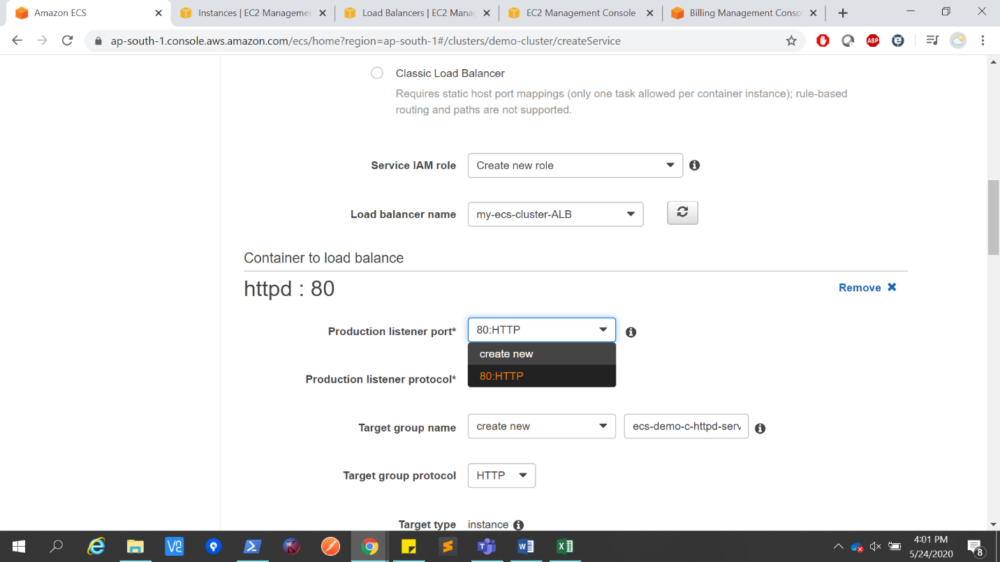 Amazon ECS
Instances | EC2 Managemen
Load Balancers | EC2 Manag
EC2 Management Console
Billing Management Consol
ap-south-1.console.aws.amazon.com/ecs/home?region=ap-south-1#/clusters/demo-cluster/createService
ABP
Classic Load Balancer
Requires static host port mappings (only one task allowed per container instance); rule-based
routing and paths are not supported.
Service IAM role
Create new role
Load balancer name
my-ecs-cluster-ALB
Container to load balance
httpd : 80
Remove
Production listener port*
80:HTTP
create new
80:HTTP
Production listener protocol*
Target group name
create new
ecs-demo-c-httpd-serv
Target group protocol
HTTP
Target type
instance
4:01 PM
5/24/2020
8